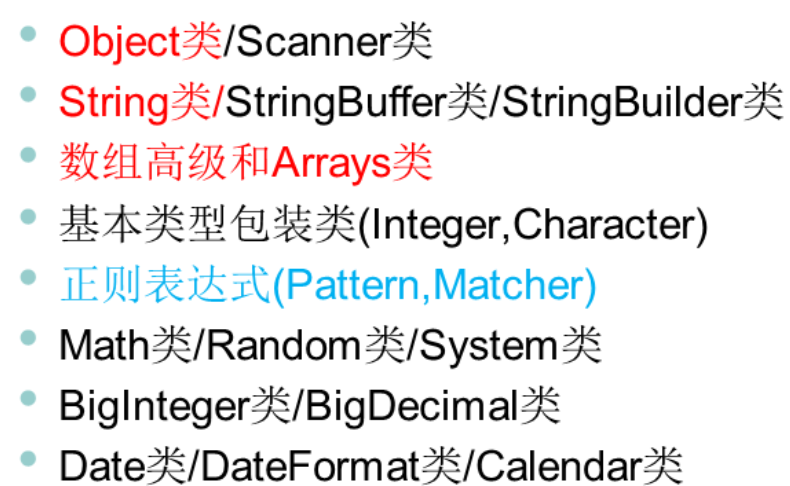 Object类/Scanner类
String类/StringBuffer类/StringBuilder类
数组高级和Arrays类
基本类型包装类(Integer,Character)
正则表达式(Pattern,Matcher)
Math类/Random类/System类
BigInteger类/BigDecimal类
Date类/DateFormat类/Calendar类